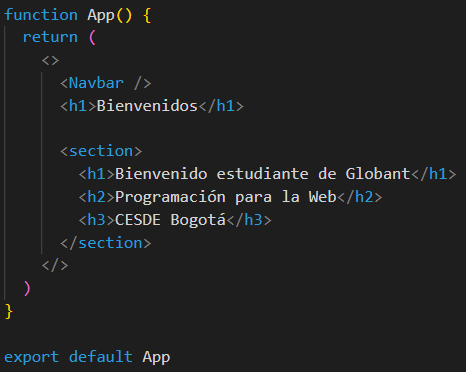 function App() {
  return (
    <>
      <Navbar />
      <h1>Bienvenidos</h1>

      <section>
        <h1>Bienvenido estudiante de Globant</h1>
        <h2>Programación para la Web</h2>
        <h3>CESDE Bogotá</h3>
      </section>
    </>
  )
}

export default App